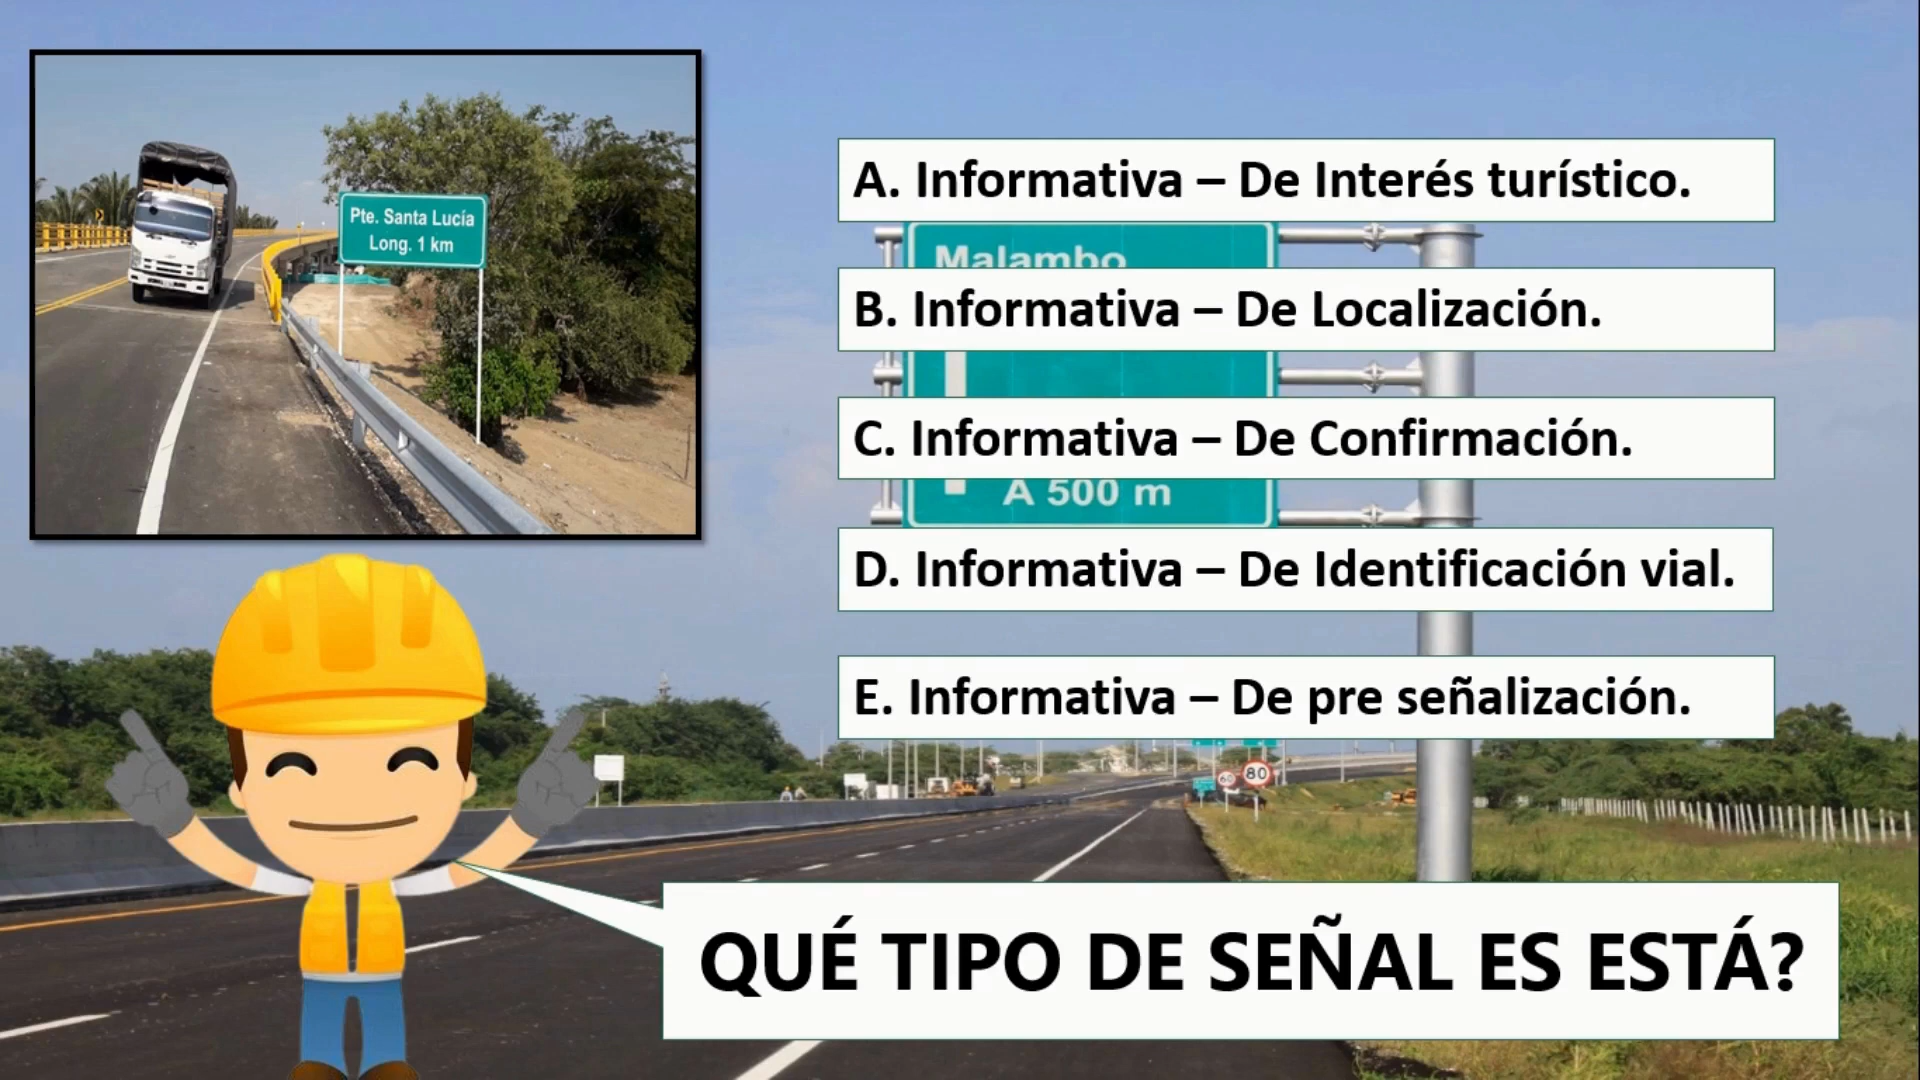 Pte. Santa Lucía
Long. 1 km
A. Informativa – De Interés turístico.
Malambo
B. Informativa – De Localización.
C. Informativa – De Confirmación.
A 500 m
D. Informativa – De Identificación vial.
E. Informativa – De pre señalización.
60
80
QUÉ TIPO DE SEÑAL ES ESTÁ?